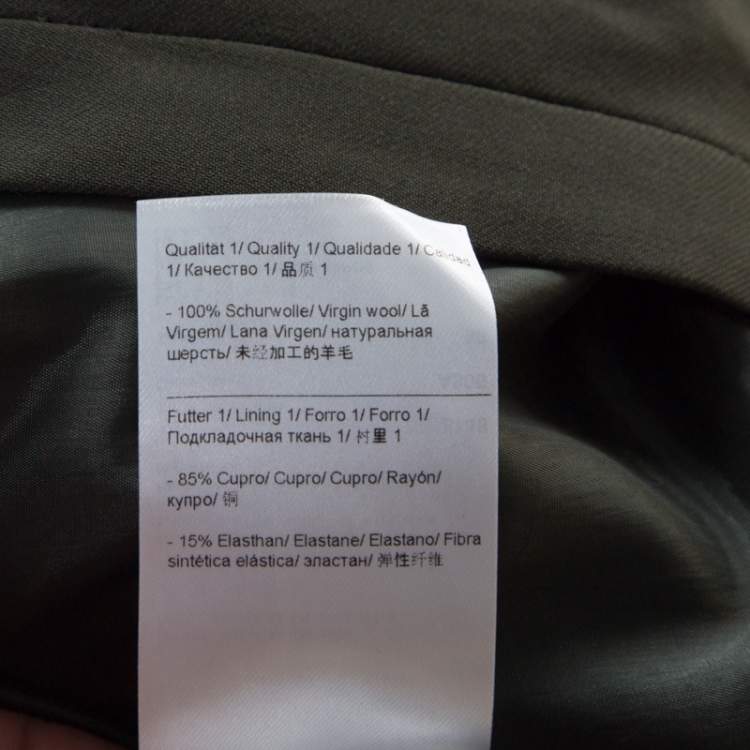 Qualität 1/ Quality 1/ Qualidade 1/ Calidad
1/ Качество 1/ 品质 1
- 100% Schurwolle/ Virgin wool/ Lã
Virgem/ Lana Virgen/ натуральная
шерсть/ 未经加工的羊毛
Futter 1/ Lining 1/ Forro 1/ Forro 1/
Подкладочная ткань 1/ 衬里 1
- 85% Cupro/ Cupro/ Cupro/ Rayón/
купро/ 铜
- 15% Elasthan/ Elastane/ Elastano/ Fibra
sintética elástica/ эластан/ 弹性纤维